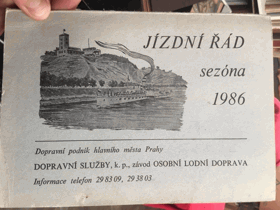 JÍZDNÍ ŘÁD
sezóna
1986
Dopravní podnik hlavního města Prahy
DOPRAVNÍ SLUŽBY, k. p., závod OSOBNÍ LODNÍ DOPRAVA
Informace telefon 29 83 09, 29 38 03.